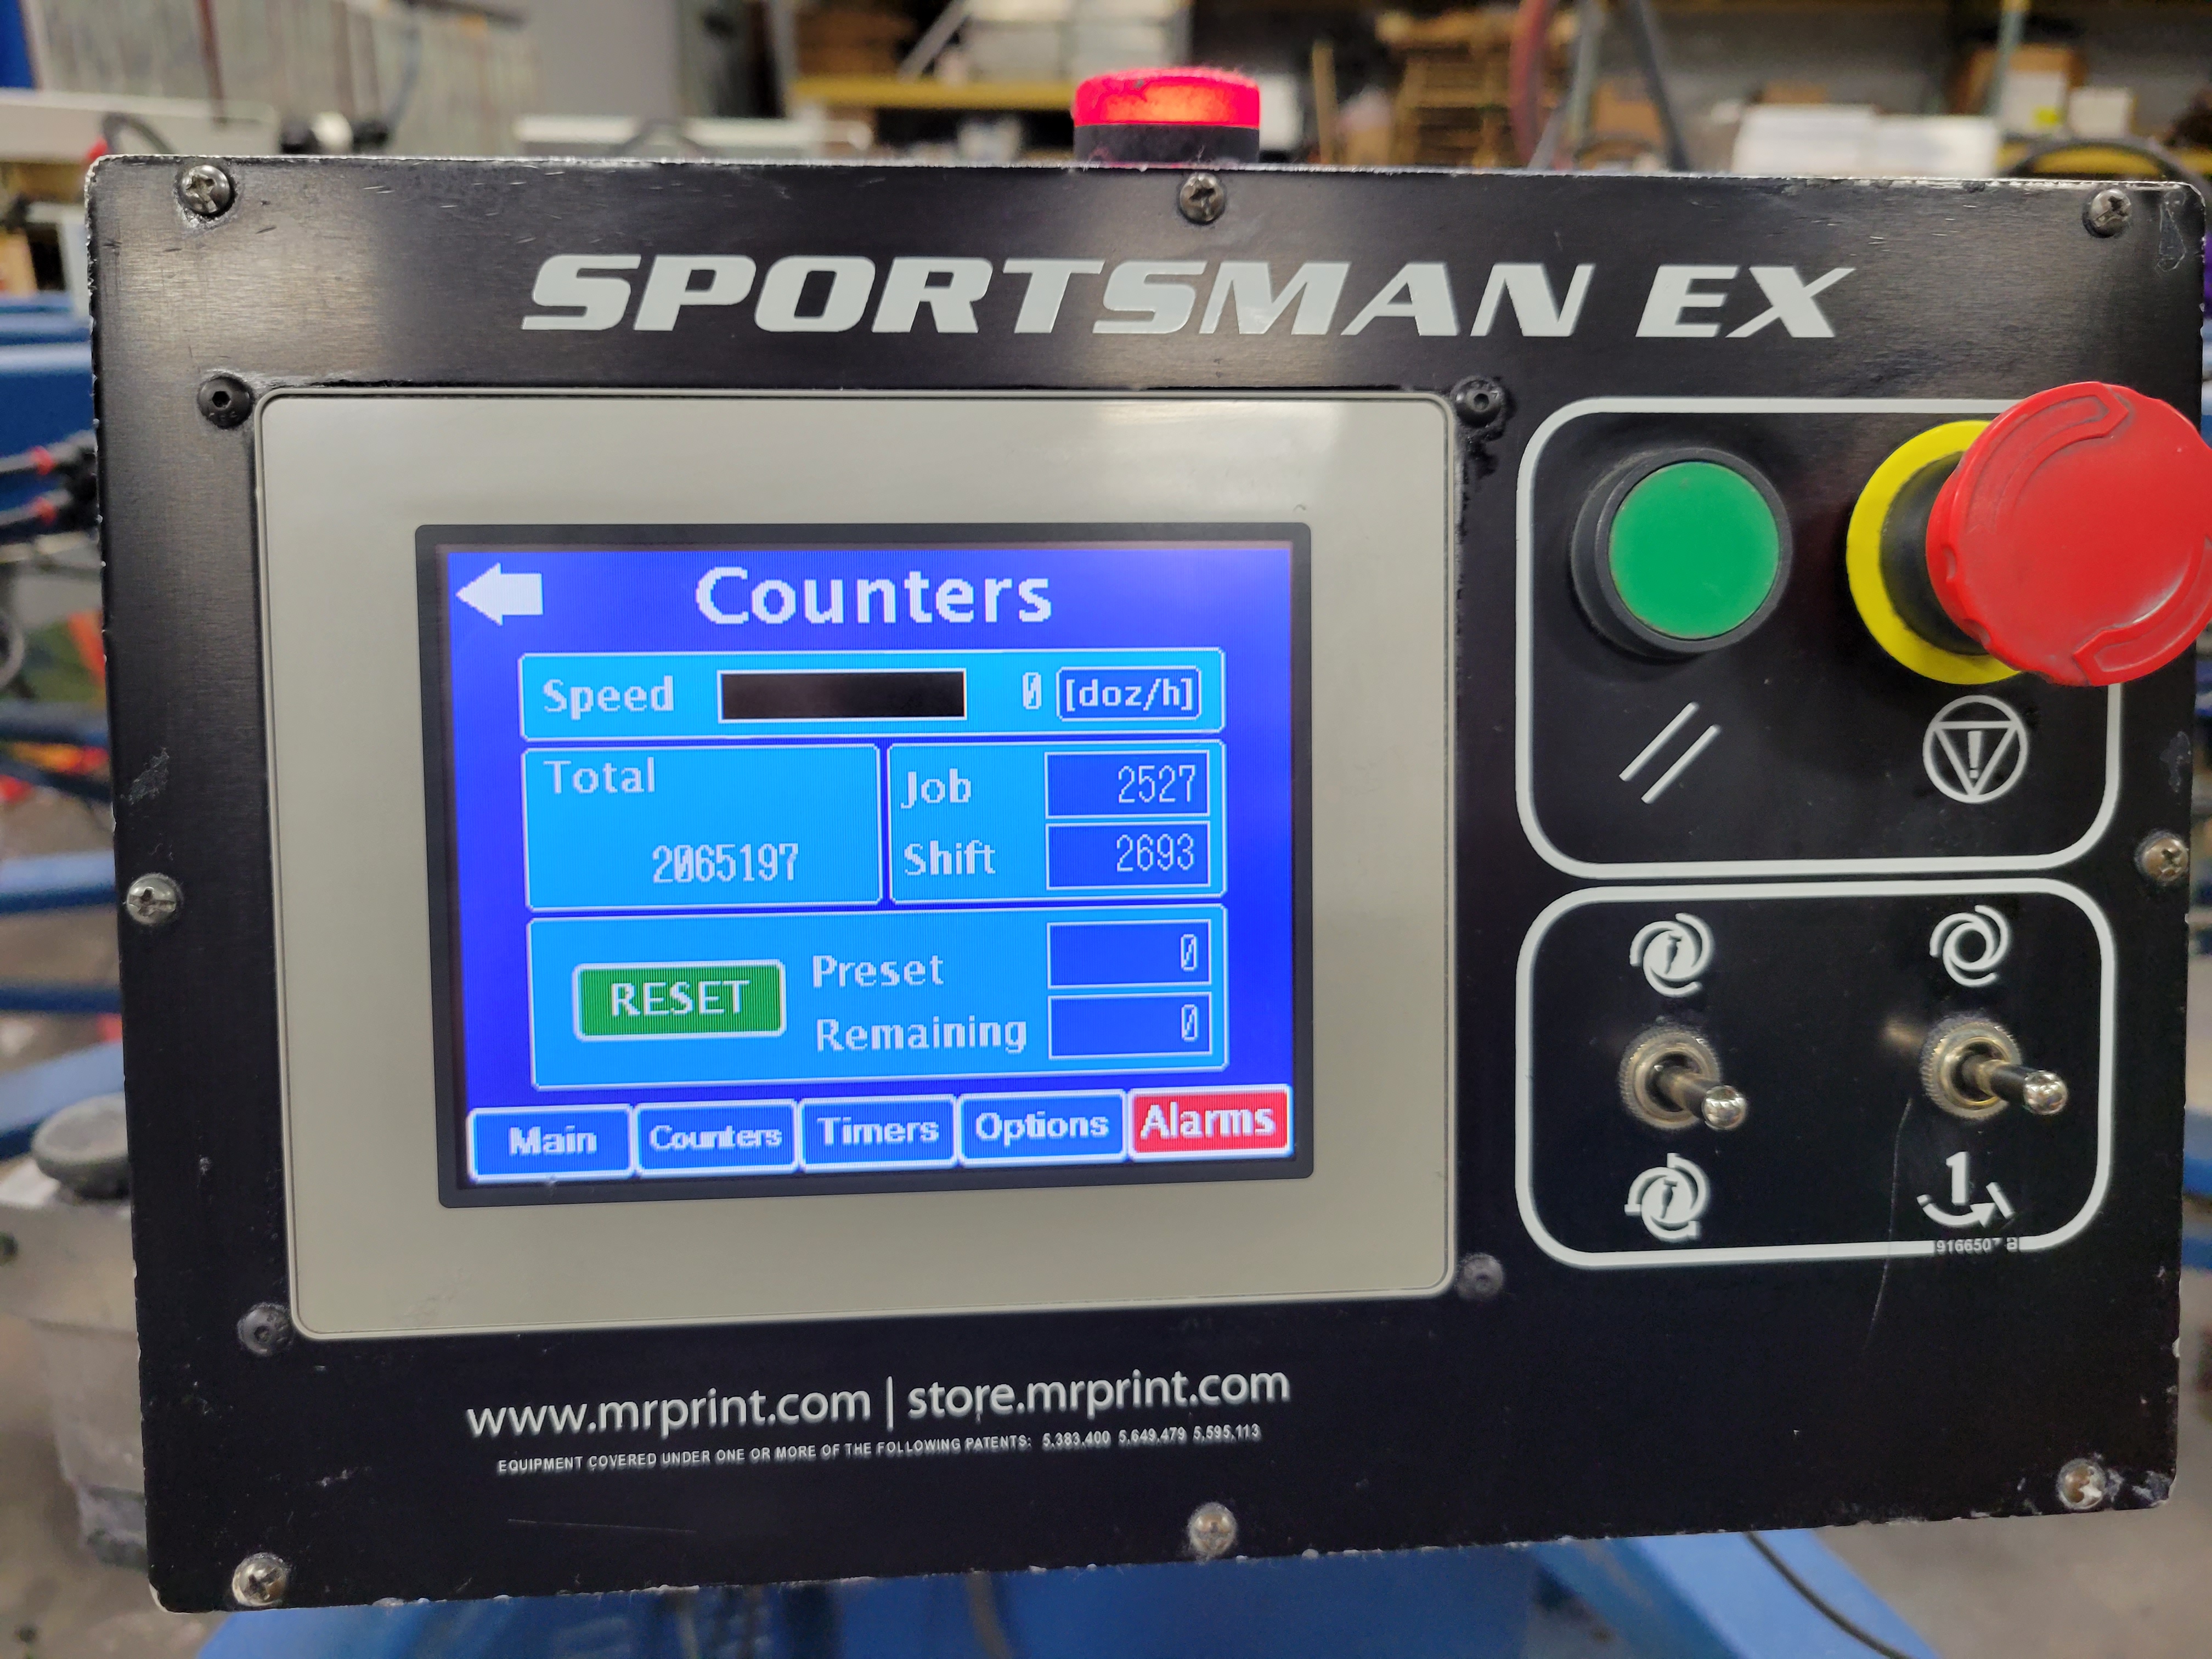 SPORTSMAN EX
Counters
Speed 0 [doz/h]
Total
2065197
Job 2527
Shift 2693
RESET
Preset 0
Remaining 0
Main Counters Timers Options Alarms
1
www.mrprint.com | store.mrprint.com
EQUIPMENT COVERED UNDER ONE OR MORE OF THE FOLLOWING PATENTS: 5,383,400 5,649,479 5,595,113